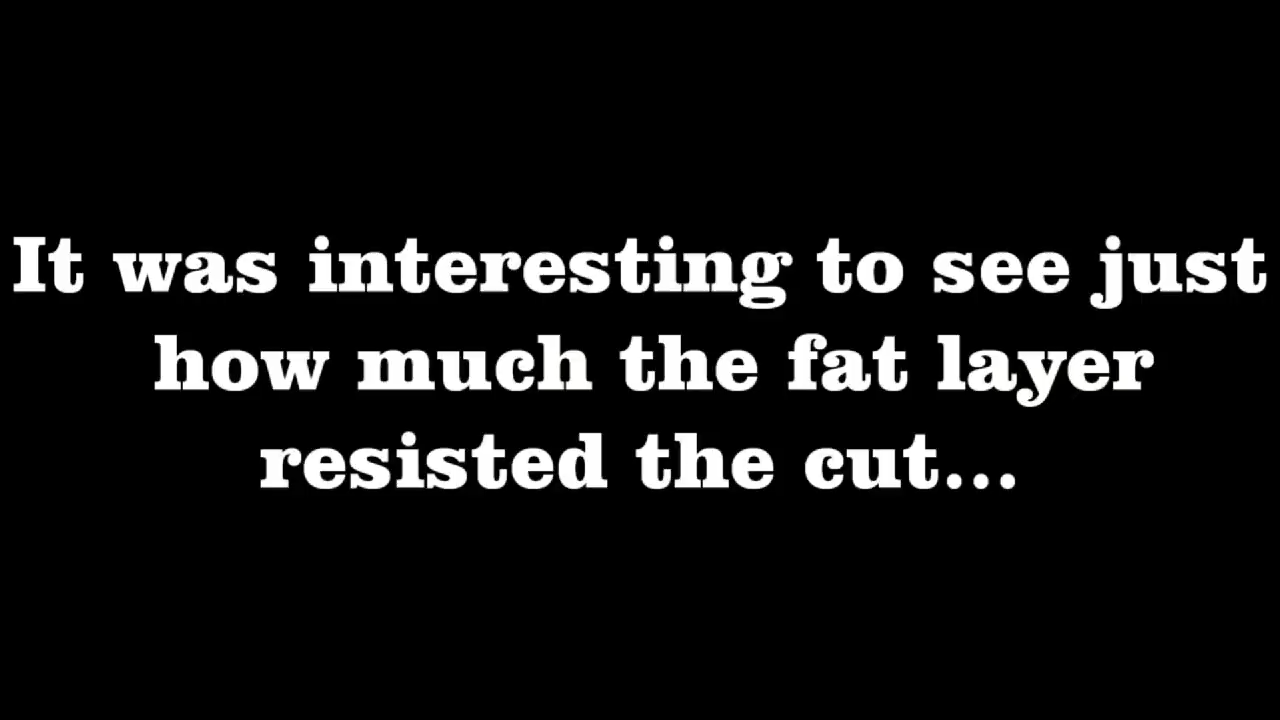 It was interesting to see just
how much the fat layer
resisted the cut...